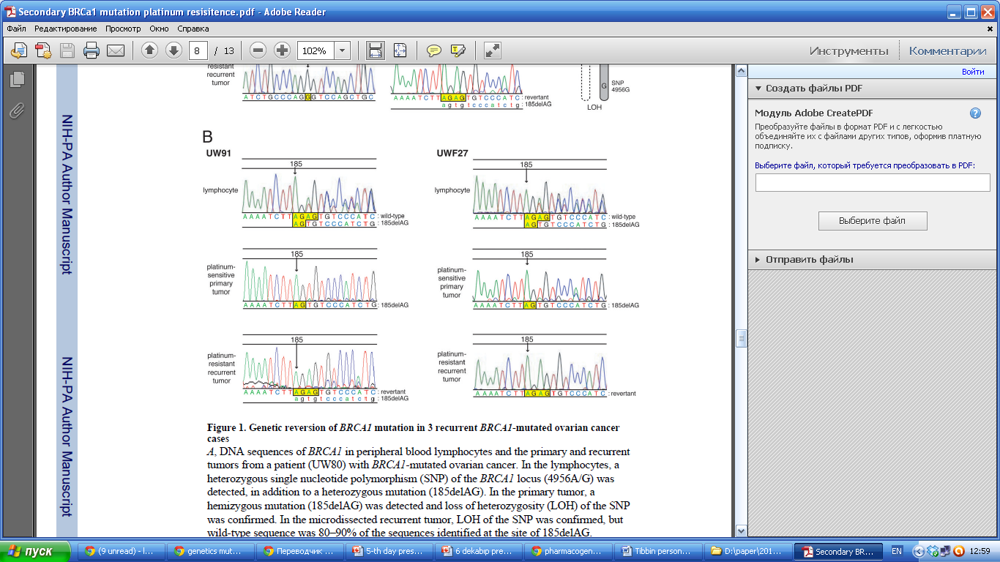 Secondary BRCa1 mutation platinum resisitence.pdf - Adobe Reader
Файл Редактирование Просмотр Окно Справка
8 / 13 102% Инструменты Комментарии
Войти
Создать файлы PDF
Модуль Adobe CreatePDF
Преобразуйте файлы в формат PDF и с легкостью
объединяйте их с файлами других типов, оформив платную
подписку.
Выберите файл, который требуется преобразовать в PDF:
Выберите файл
Отправить файлы
NIH-PA Author Manuscript
NIH-PA Author Manuscript
resistant
recurrent
tumor
ATCTGCCCAGGGTCCAGCTGC
AAAATCTTAGAGTGTCCCATC revertant
agtgtcccatctg 185delAG
G
SNP
4956G
LOH
B
UW91
185
lymphocyte
AAAATCTTAGAGTGTCCCATC: wild-type
AGTGTCCCATCTG: 185delAG
185
platinum-
sensitive
primary
tumor
AAAATCTTAGTGTCCCATCTG: 185delAG
185
platinum-
resistant
recurrent
tumor
AAAATCTTAGAGTGTCCCATC: revertant
agtgtcccatctg: 185delAG
UWF27
185
lymphocyte
AAAATCTTAGAGTGTCCCATC: wild-type
AGTGTCCCATCTG: 185delAG
185
platinum-
sensitive
primary
tumor
AAAATCTTAGTGTCCCATCTG: 185delAG
185
platinum-
resistant
recurrent
tumor
AAAATCTTAGAGTGTCCCATC: revertant
Figure 1. Genetic reversion of BRCA1 mutation in 3 recurrent BRCA1-mutated ovarian cancer
cases
A, DNA sequences of BRCA1 in peripheral blood lymphocytes and the primary and recurrent
tumors from a patient (UW80) with BRCA1-mutated ovarian cancer. In the lymphocytes, a
heterozygous single nucleotide polymorphism (SNP) of the BRCA1 locus (4956A/G) was
detected, in addition to a heterozygous mutation (185delAG). In the primary tumor, a
hemizygous mutation (185delAG) was detected and loss of heterozygosity (LOH) of the SNP
was confirmed. In the microdissected recurrent tumor, LOH of the SNP was confirmed, but
wild-type sequence was 80–90% of the sequences identified at the site of 185delAG.
пуск (9 unread) - l... genetics mut... Переводчик ... 5-th day pres... 6 dekabip pre... pharmacogen... Tibbin person... D:\paper\201... Secondary BR... EN 12:59